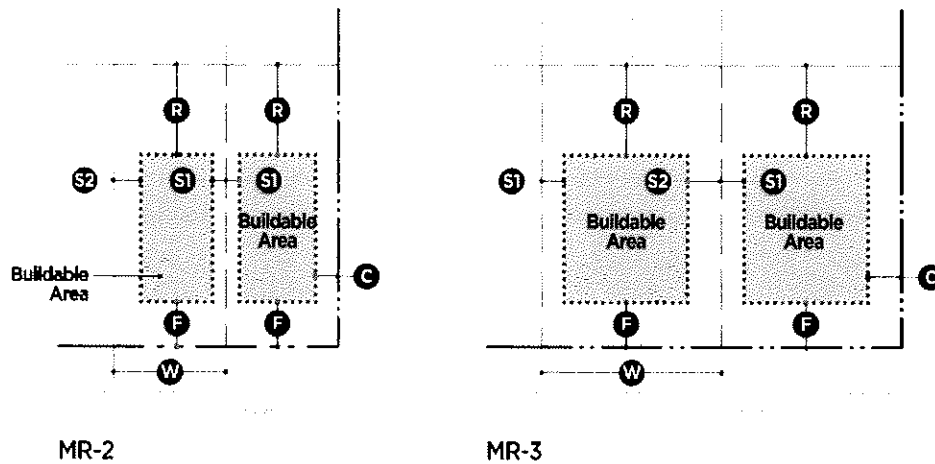 R
R
R
R
S2
S1
S1
S1
S2
S1
Buildable
Area
Buildable
Area
Buildable
Area
Buildable
Area
C
C
F
F
F
F
W
W
MR-2
MR-3